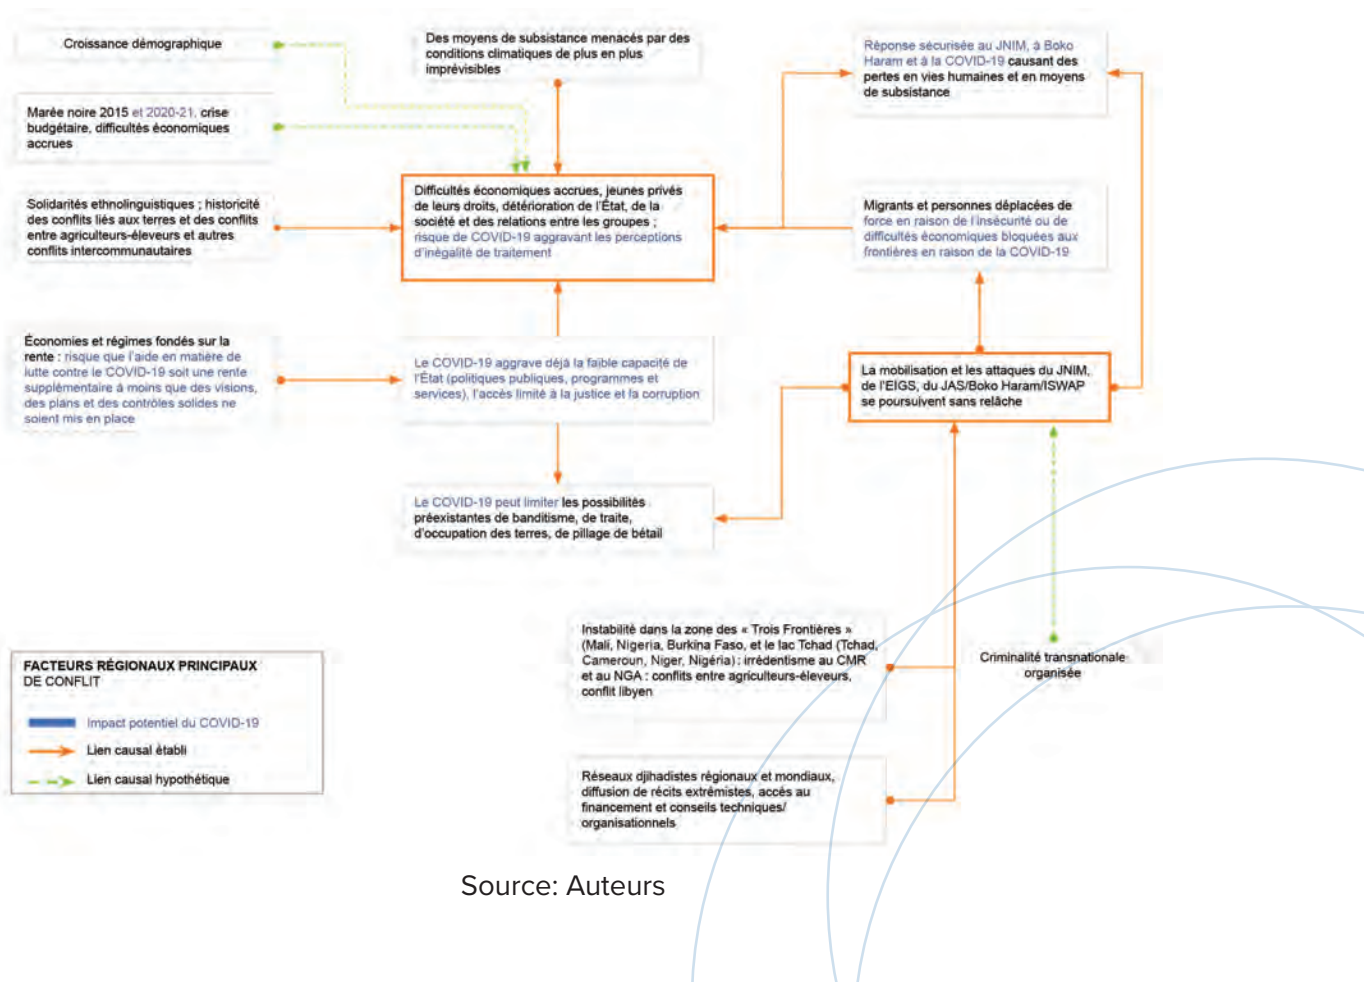 Croissance démographique
Des moyens de subsistance menacés par des
conditions climatiques de plus en plus
imprévisibles
Réponse sécurisée au JNIM, à Boko
Haram et à la COVID-19 causant des
pertes en vies humaines et en moyens
de subsistance
Marée noire 2015 et 2020-21, crise
budgétaire, difficultés économiques
accrues
Solidarités ethnolinguistiques ; historicité
des conflits liés aux terres et des conflits
entre agriculteurs-éleveurs et autres
conflits intercommunautaires
Difficultés économiques accrues, jeunes privés
de leurs droits, détérioration de l'État, de la
société et des relations entre les groupes ;
risque de COVID-19 aggravant les perceptions
d'inégalité de traitement
Migrants et personnes déplacées de
force en raison de l'insécurité ou de
difficultés économiques bloquées aux
frontières en raison de la COVID-19
Économies et régimes fondés sur la
rente : risque que l'aide en matière de
lutte contre le COVID-19 soit une rente
supplémentaire à moins que des visions,
des plans et des contrôles solides ne
soient mis en place
Le COVID-19 aggrave déjà la faible capacité de
l'État (politiques publiques, programmes et
services), l'accès limité à la justice et la corruption
La mobilisation et les attaques du JNIM,
de l'EIGS, du JAS/Boko Haram/ISWAP
se poursuivent sans relâche
Le COVID-19 peut limiter les possibilités
préexistantes de banditisme, de traite,
d'occupation des terres, de pillage de bétail
Instabilité dans la zone des « Trois Frontières »
(Mali, Nigeria, Burkina Faso, et le lac Tchad (Tchad,
Cameroun, Niger, Nigéria) : irrédentisme au CMR
et au NGA : conflits entre agriculteurs-éleveurs,
conflit libyen
Criminalité transnationale
organisée
FACTEURS RÉGIONAUX PRINCIPAUX
DE CONFLIT
Impact potentiel du COVID-19
Lien causal établi
Lien causal hypothétique
Réseaux djihadistes régionaux et mondiaux,
diffusion de récits extrémistes, accès au
financement et conseils techniques/
organisationnels
Source: Auteurs